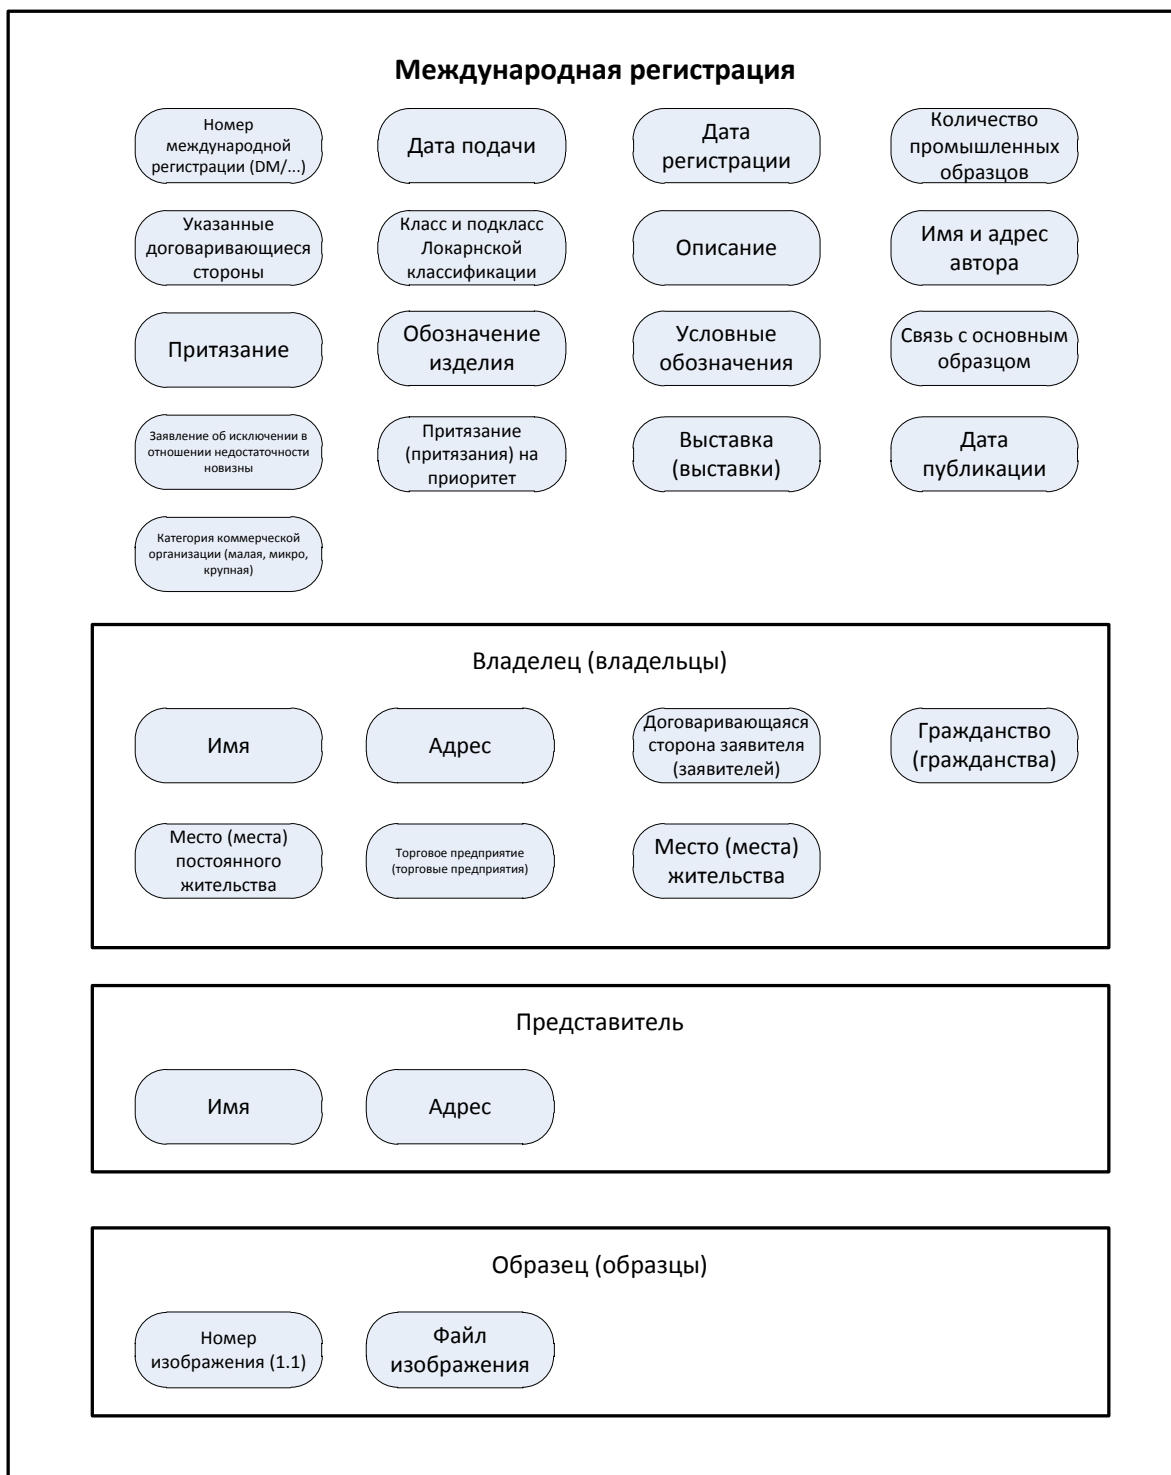 Международная регистрация
Номер
международной
регистрации (DM/...)
Дата подачи
Дата
регистрации
Количество
промышленных
образцов
Указанные
договаривающиеся
стороны
Класс и подкласс
Локарнской
классификации
Описание
Имя и адрес
автора
Притязание
Обозначение
изделия
Условные
обозначения
Связь с основным
образцом
Заявление об исключении в
отношении недостаточности
новизны
Притязание
(притязания) на
приоритет
Выставка
(выставки)
Дата
публикации
Категория коммерческой
организации (малая, микро,
крупная)
Владелец (владельцы)
Имя
Адрес
Договаривающаяся
сторона заявителя
(заявителей)
Гражданство
(гражданства)
Место (места)
постоянного
жительства
Торговое предприятие
(торговые предприятия)
Место (места)
жительства
Представитель
Имя
Адрес
Образец (образцы)
Номер
изображения (1.1)
Файл
изображения